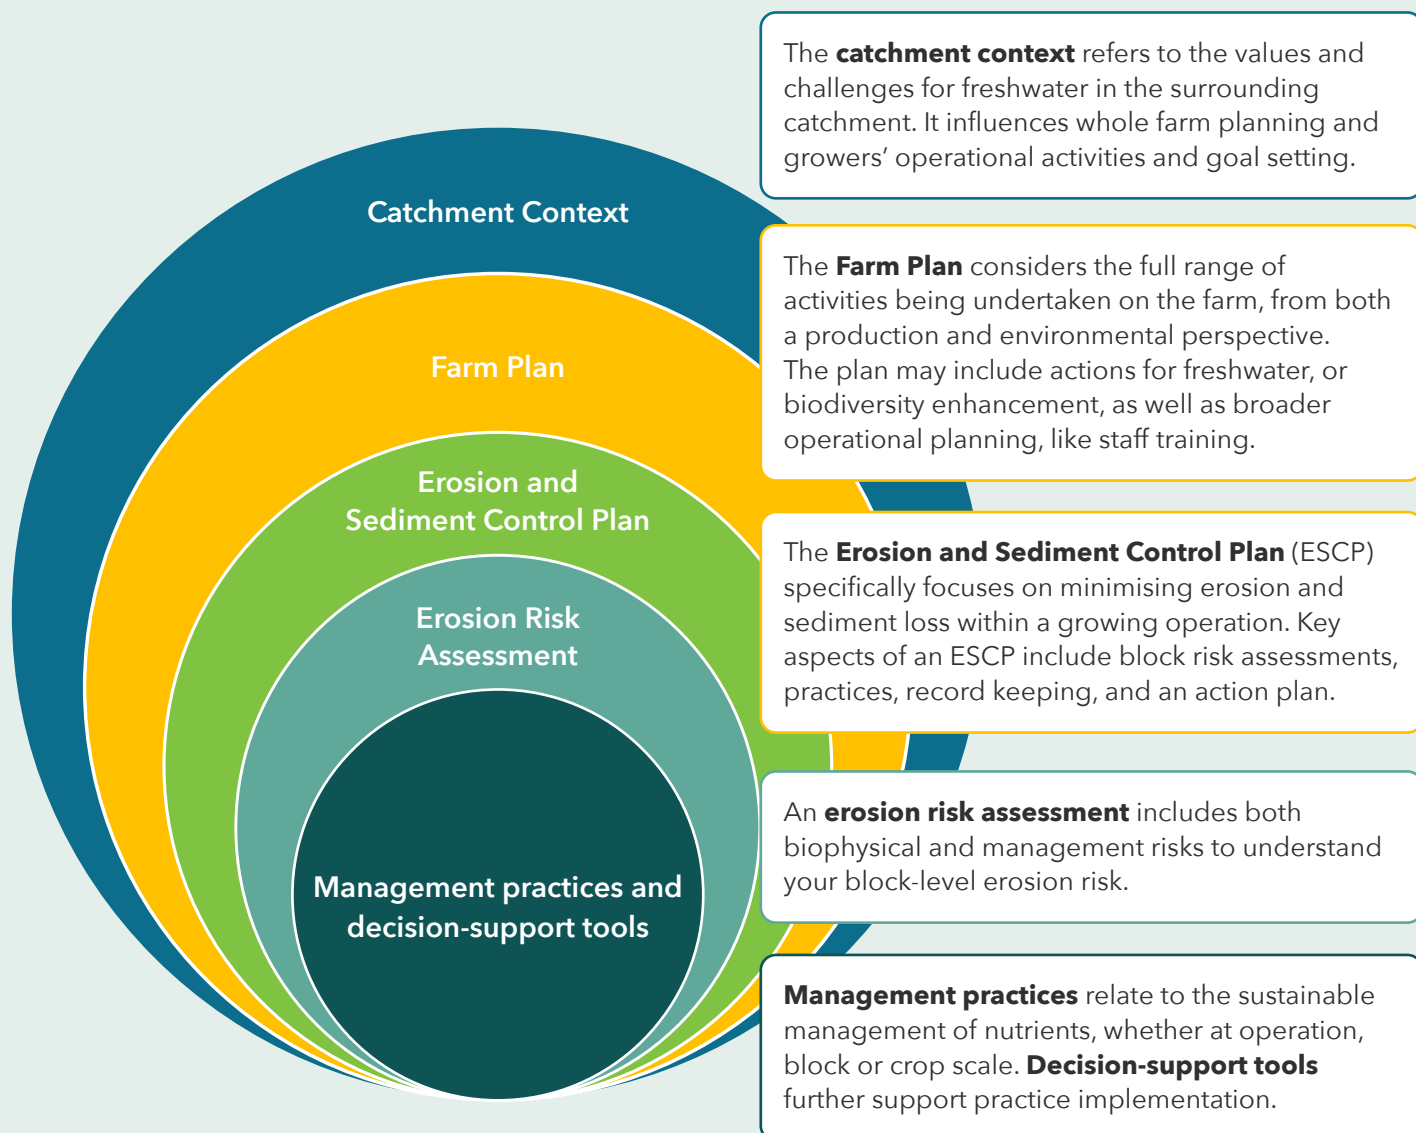 Catchment Context
Farm Plan
Erosion and
Sediment Control Plan
Erosion Risk
Assessment
Management practices and
decision-support tools
The catchment context refers to the values and
challenges for freshwater in the surrounding
catchment. It influences whole farm planning and
growers’ operational activities and goal setting.
The Farm Plan considers the full range of
activities being undertaken on the farm, from both
a production and environmental perspective.
The plan may include actions for freshwater, or
biodiversity enhancement, as well as broader
operational planning, like staff training.
The Erosion and Sediment Control Plan (ESCP)
specifically focuses on minimising erosion and
sediment loss within a growing operation. Key
aspects of an ESCP include block risk assessments,
practices, record keeping, and an action plan.
An erosion risk assessment includes both
biophysical and management risks to understand
your block-level erosion risk.
Management practices relate to the sustainable
management of nutrients, whether at operation,
block or crop scale. Decision-support tools
further support practice implementation.